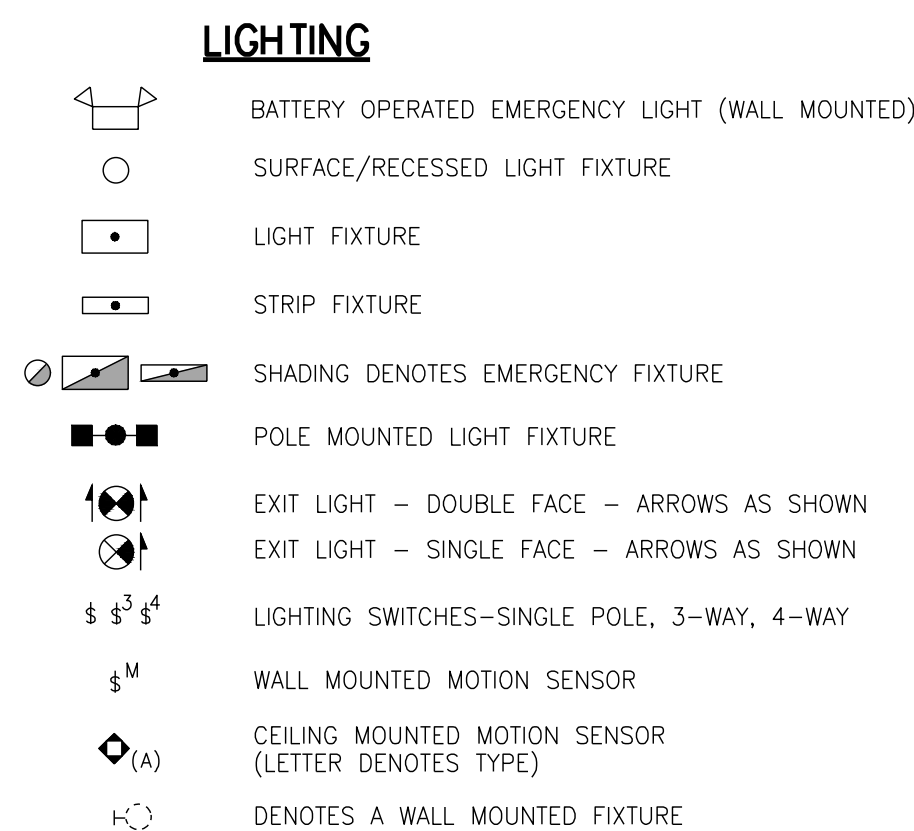 LIGHTING
BATTERY OPERATED EMERGENCY LIGHT (WALL MOUNTED)
SURFACE/RECESSED LIGHT FIXTURE
LIGHT FIXTURE
STRIP FIXTURE
SHADING DENOTES EMERGENCY FIXTURE
POLE MOUNTED LIGHT FIXTURE
EXIT LIGHT – DOUBLE FACE – ARROWS AS SHOWN
EXIT LIGHT – SINGLE FACE – ARROWS AS SHOWN
$ $3 $4 LIGHTING SWITCHES–SINGLE POLE, 3–WAY, 4–WAY
$M WALL MOUNTED MOTION SENSOR
CEILING MOUNTED MOTION SENSOR
(A) (LETTER DENOTES TYPE)
DENOTES A WALL MOUNTED FIXTURE